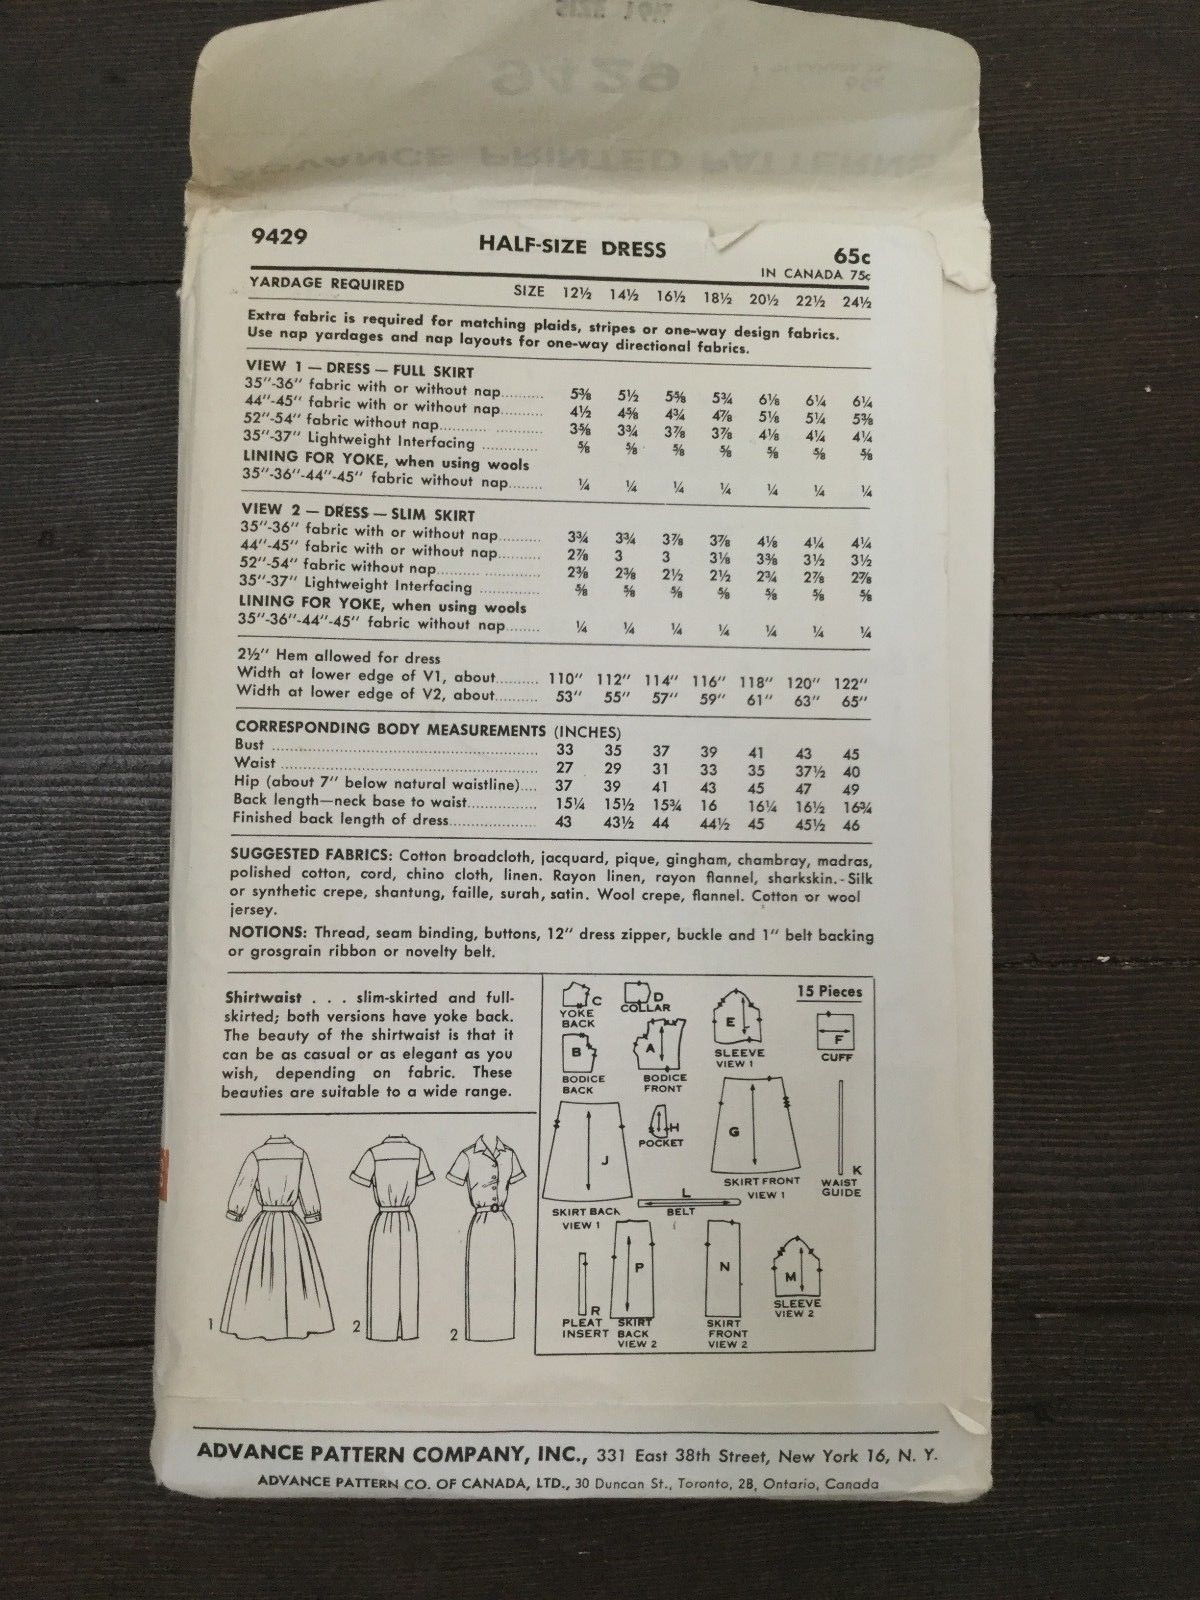 SIZE 16½
9429
ADVANCE PRINTED PATTERNS
9429 HALF-SIZE DRESS 65c
IN CANADA 75c
YARDAGE REQUIRED SIZE 12½ 14½ 16½ 18½ 20½ 22½ 24½
Extra fabric is required for matching plaids, stripes or one-way design fabrics.
Use nap yardages and nap layouts for one-way directional fabrics.
VIEW 1 — DRESS — FULL SKIRT
35"-36" fabric with or without nap.......... 5⅜ 5½ 5⅝ 5¾ 6⅛ 6¼ 6¼
44"-45" fabric with or without nap.......... 4½ 4⅝ 4¾ 4⅞ 5⅛ 5¼ 5⅜
52"-54" fabric without nap........... ........... 3⅝ 3¾ 3⅞ 3⅞ 4⅛ 4¼ 4¼
35"-37" Lightweight Interfacing .............. ⅝ ⅝ ⅝ ⅝ ⅝ ⅝ ⅝
LINING FOR YOKE, when using wools
35"-36"-44"-45" fabric without nap........ ¼ ¼ ¼ ¼ ¼ ¼ ¼
VIEW 2 — DRESS — SLIM SKIRT
35"-36" fabric with or without nap.......... 3¾ 3¾ 3⅞ 3⅞ 4⅛ 4¼ 4¼
44"-45" fabric with or without nap.......... 2⅞ 3 3 3⅛ 3⅜ 3½ 3½
52"-54" fabric without nap.......... .............. 2⅜ 2⅜ 2½ 2½ 2¾ 2⅞ 2⅞
35"-37" Lightweight Interfacing .............. ⅝ ⅝ ⅝ ⅝ ⅝ ⅝ ⅝
LINING FOR YOKE, when using wools
35"-36"-44"-45" fabric without nap........ ¼ ¼ ¼ ¼ ¼ ¼ ¼
2½" Hem allowed for dress
Width at lower edge of V1, about.......... 110" 112" 114" 116" 118" 120" 122"
Width at lower edge of V2, about.......... 53" 55" 57" 59" 61" 63" 65"
CORRESPONDING BODY MEASUREMENTS (INCHES)
Bust ........................................................ 33 35 37 39 41 43 45
Waist ...................................................... 27 29 31 33 35 37½ 40
Hip (about 7" below natural waistline).... 37 39 41 43 45 47 49
Back length—neck base to waist............... 15¼ 15½ 15¾ 16 16¼ 16½ 16¾
Finished back length of dress................... 43 43½ 44 44½ 45 45½ 46
SUGGESTED FABRICS: Cotton broadcloth, jacquard, pique, gingham, chambray, madras,
polished cotton, cord, chino cloth, linen. Rayon linen, rayon flannel, sharkskin. Silk
or synthetic crepe, shantung, faille, surah, satin. Wool crepe, flannel. Cotton or wool
jersey.
NOTIONS: Thread, seam binding, buttons, 12" dress zipper, buckle and 1" belt backing
or grosgrain ribbon or novelty belt.
Shirtwaist . . . slim-skirted and full-
skirted; both versions have yoke back.
The beauty of the shirtwaist is that it
can be as casual or as elegant as you
wish, depending on fabric. These
beauties are suitable to a wide range.
1
2
2
15 Pieces
C
YOKE
BACK
D
COLLAR
E
SLEEVE
VIEW 1
F
CUFF
B
BODICE
BACK
A
BODICE
FRONT
J
SKIRT BACK
VIEW 1
H
POCKET
G
SKIRT FRONT
VIEW 1
K
WAIST
GUIDE
L
BELT
R
PLEAT
INSERT
P
SKIRT
BACK
VIEW 2
N
SKIRT
FRONT
VIEW 2
M
SLEEVE
VIEW 2
ADVANCE PATTERN COMPANY, INC., 331 East 38th Street, New York 16, N. Y.
ADVANCE PATTERN CO. OF CANADA, LTD., 30 Duncan St., Toronto, 2B, Ontario, Canada